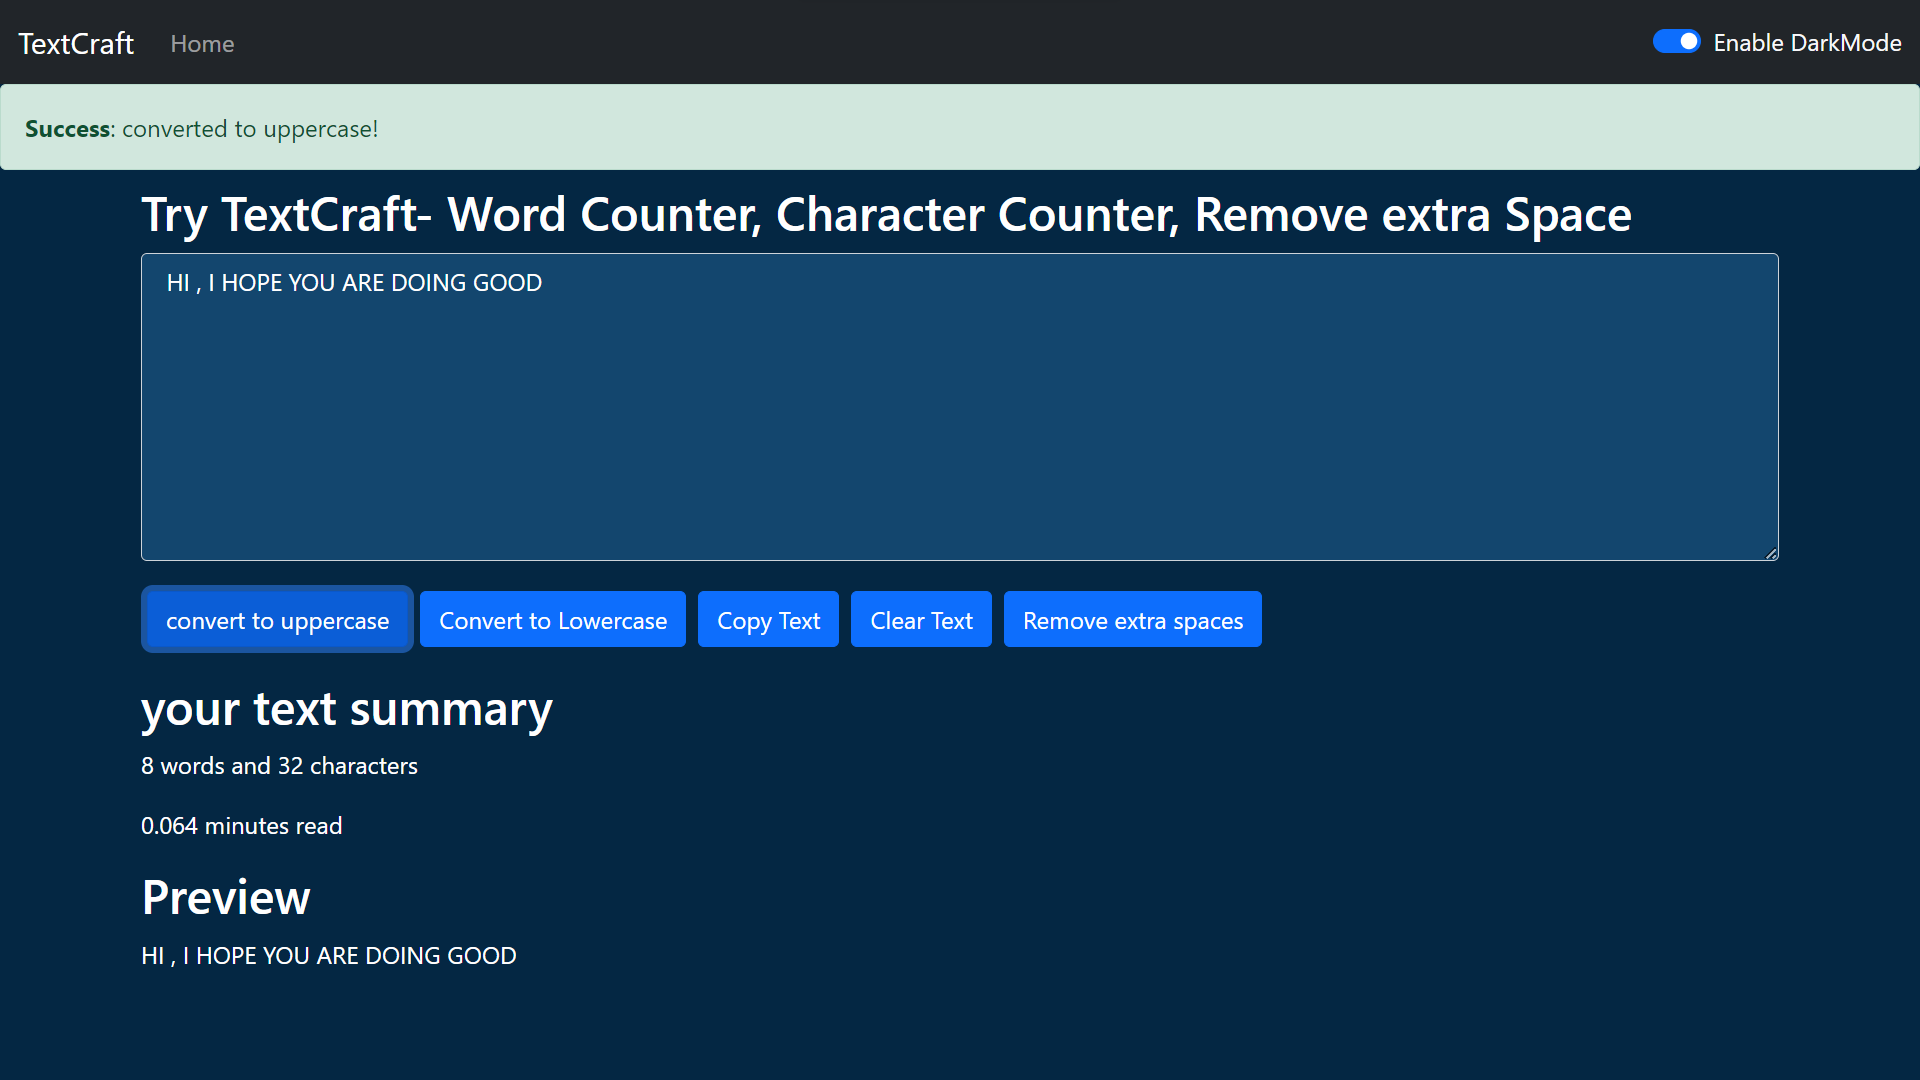 TextCraft Home Enable DarkMode
Success: converted to uppercase!
Try TextCraft- Word Counter, Character Counter, Remove extra Space
HI , I HOPE YOU ARE DOING GOOD
convert to uppercase Convert to Lowercase Copy Text Clear Text Remove extra spaces
your text summary
8 words and 32 characters
0.064 minutes read
Preview
HI , I HOPE YOU ARE DOING GOOD